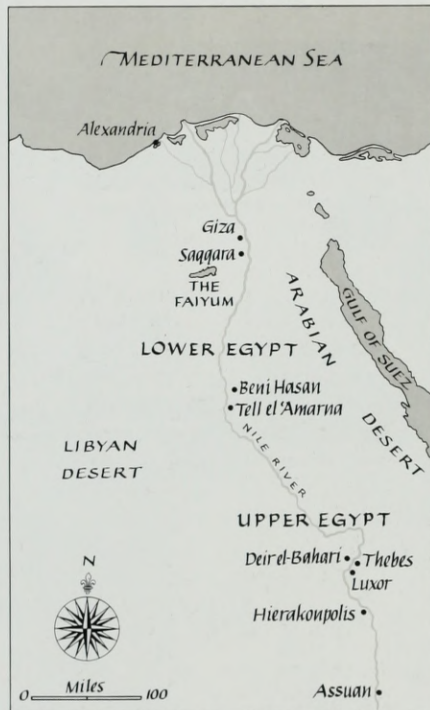 MEDITERRANEAN SEA
Alexandria
Giza
Saqqara
THE
FAIYUM
ARABIAN
DESERT
GULF OF SUEZ
LOWER EGYPT
Beni Hasan
Tell el 'Amarna
NILE RIVER
LIBYAN
DESERT
UPPER EGYPT
Deir el-Bahari
Thebes
Luxor
Hierakonpolis
N
Miles
0 100
Assuan